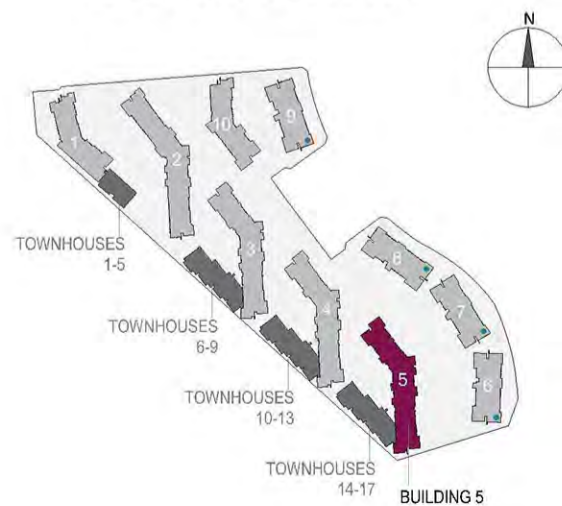 N
1
2
10
9
3
4
8
7
6
5
TOWNHOUSES
1-5
TOWNHOUSES
6-9
TOWNHOUSES
10-13
TOWNHOUSES
14-17
BUILDING 5